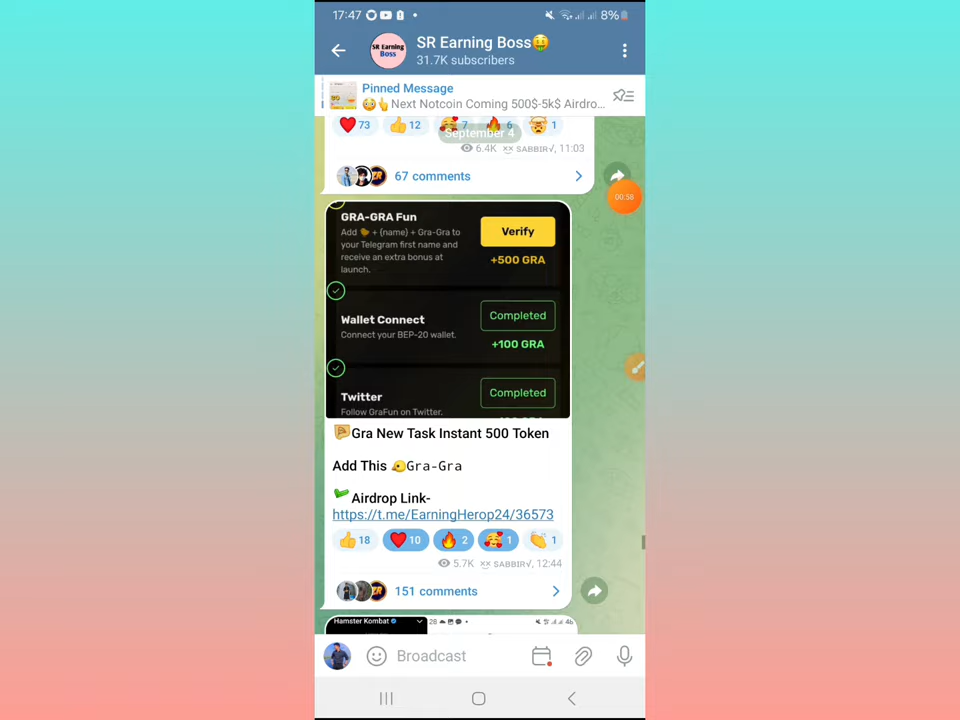 17:47 8%
SR Earning Boss
SR Earning Boss🤑
31.7K subscribers
Pinned Message
😳👆Next Notcoin Coming 500$-5k$ Airdro...
❤️ 73 👍 12 🥰 7 🔥 6 🤯 1
September 4
6.4K ×͜× ꜱᴀʙʙɪʀ√, 11:03
67 comments
00:58
GRA-GRA Fun
Add 🐤 + {name} + Gra-Gra to
your Telegram first name and
receive an extra bonus at
launch.
Verify
+500 GRA
Wallet Connect
Connect your BEP-20 wallet.
Completed
+100 GRA
Twitter
Follow GraFun on Twitter.
Completed
Gra New Task Instant 500 Token
Add This 🐤Gra-Gra
Airdrop Link-
https://t.me/EarningHerop24/36573
👍 18 ❤️ 10 🔥 2 🥰 1 👏 1
5.7K ×͜× ꜱᴀʙʙɪʀ√, 12:44
151 comments
Hamster Kombat
Broadcast